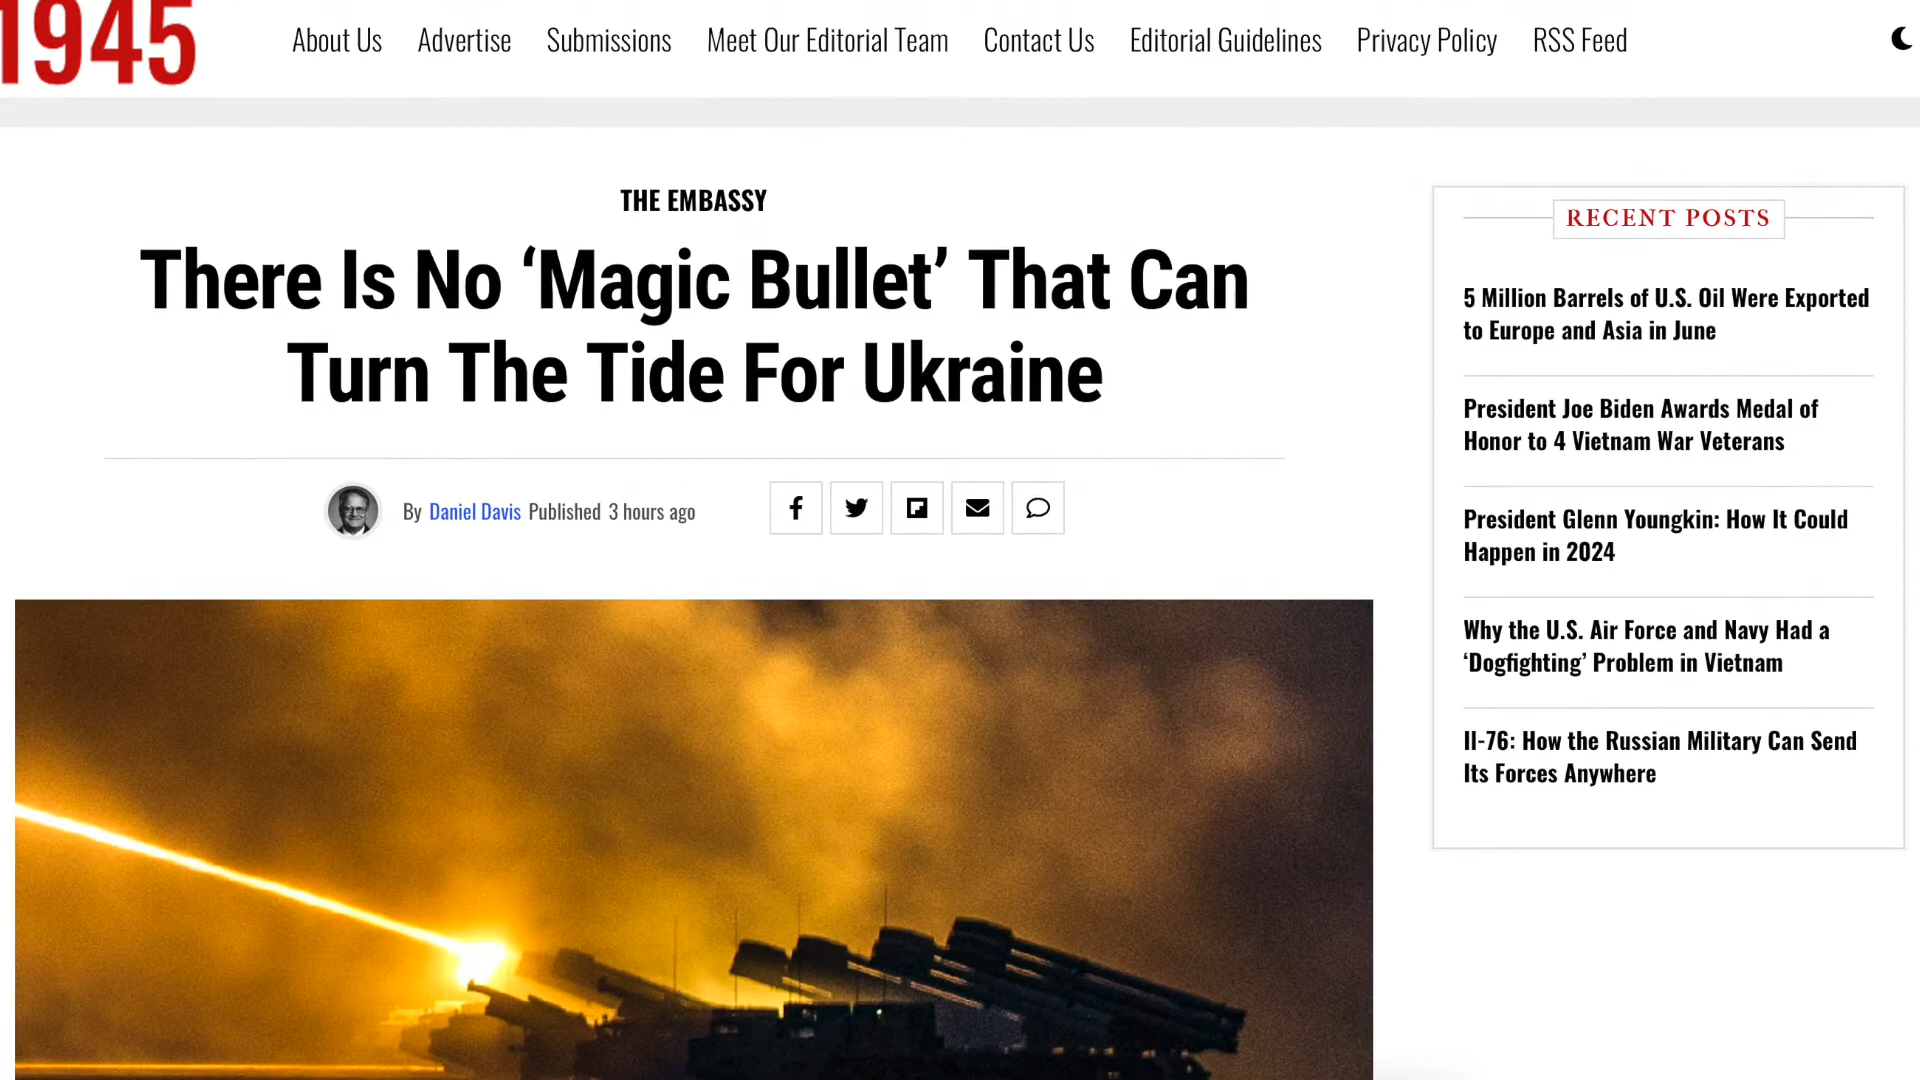 1945
About Us Advertise Submissions Meet Our Editorial Team Contact Us Editorial Guidelines Privacy Policy RSS Feed
THE EMBASSY
There Is No ‘Magic Bullet’ That Can
Turn The Tide For Ukraine
By Daniel Davis Published 3 hours ago
RECENT POSTS
5 Million Barrels of U.S. Oil Were Exported
to Europe and Asia in June
President Joe Biden Awards Medal of
Honor to 4 Vietnam War Veterans
President Glenn Youngkin: How It Could
Happen in 2024
Why the U.S. Air Force and Navy Had a
‘Dogfighting’ Problem in Vietnam
Il-76: How the Russian Military Can Send
Its Forces Anywhere